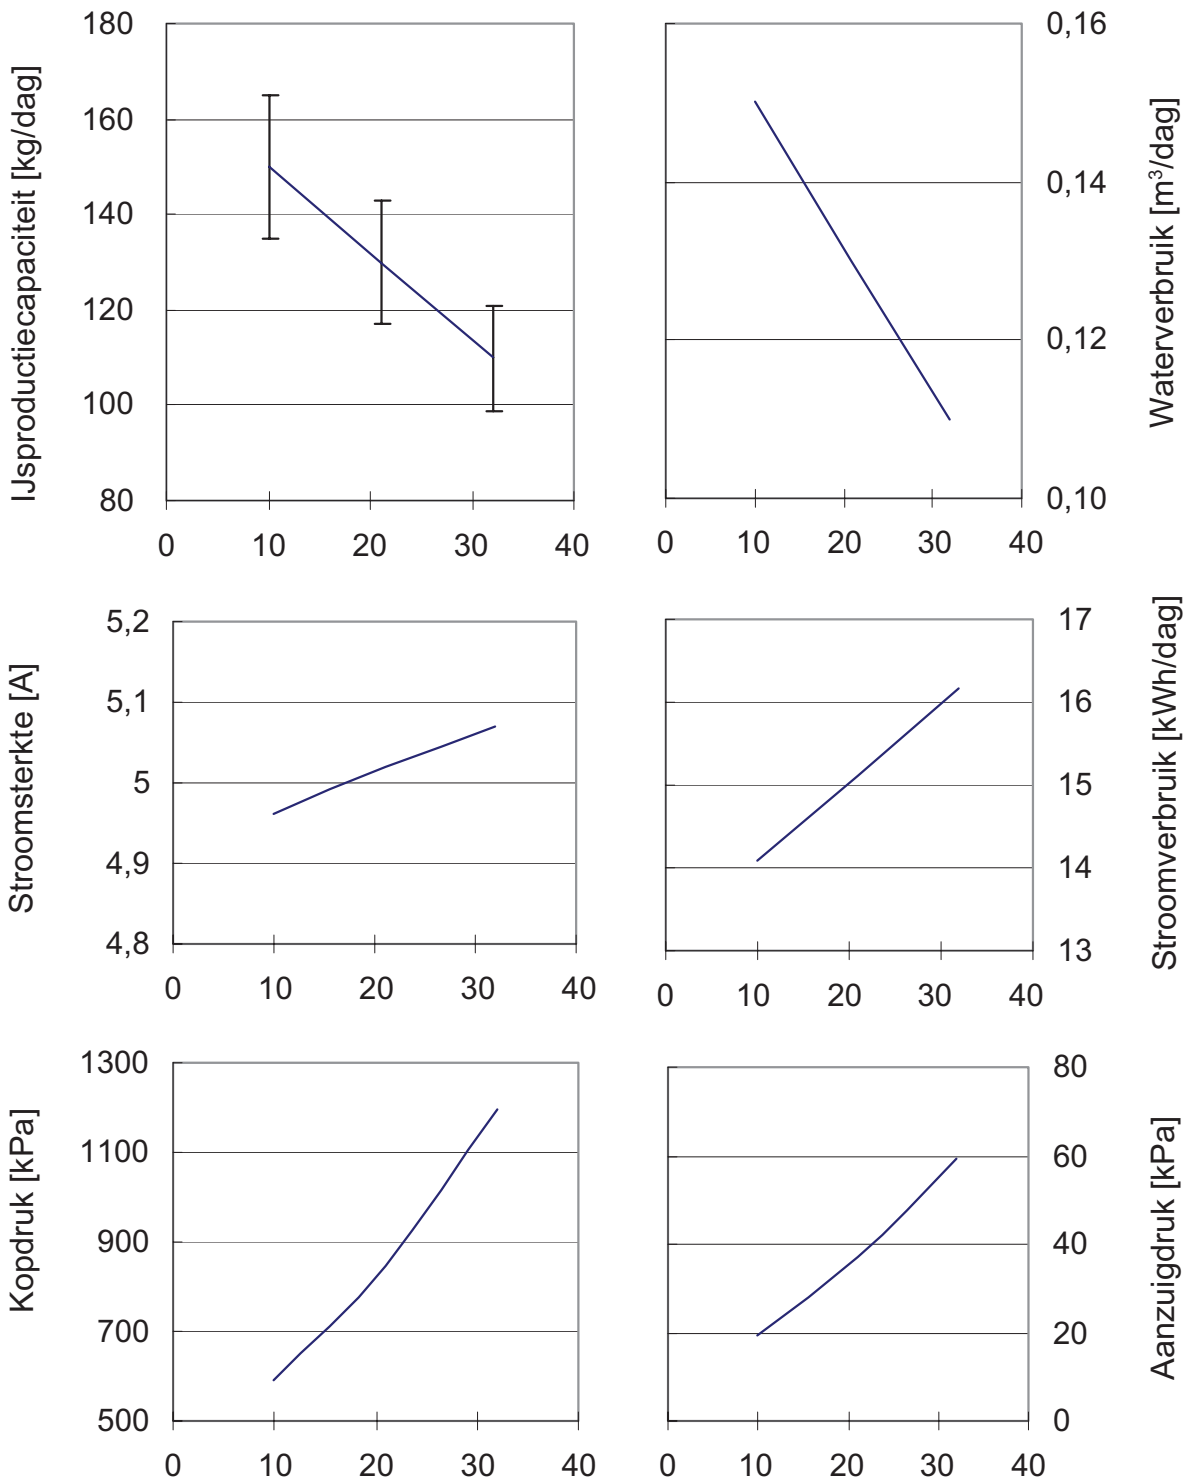 IJsproductiecapaciteit [kg/dag]
180
160
140
120
100
80
0 10 20 30 40
Waterverbruik [m³/dag]
0,16
0,14
0,12
0,10
0 10 20 30 40
Stroomsterkte [A]
5,2
5,1
5
4,9
4,8
0 10 20 30 40
Stroomverbruik [kWh/dag]
17
16
15
14
13
0 10 20 30 40
Kopdruk [kPa]
1300
1100
900
700
500
0 10 20 30 40
Aanzuigdruk [kPa]
80
60
40
20
0
0 10 20 30 40